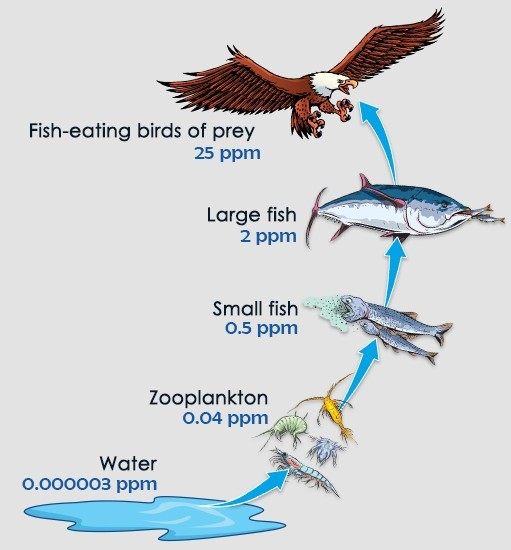 Fish-eating birds of prey
25 ppm
Large fish
2 ppm
Small fish
0.5 ppm
Zooplankton
0.04 ppm
Water
0.000003 ppm